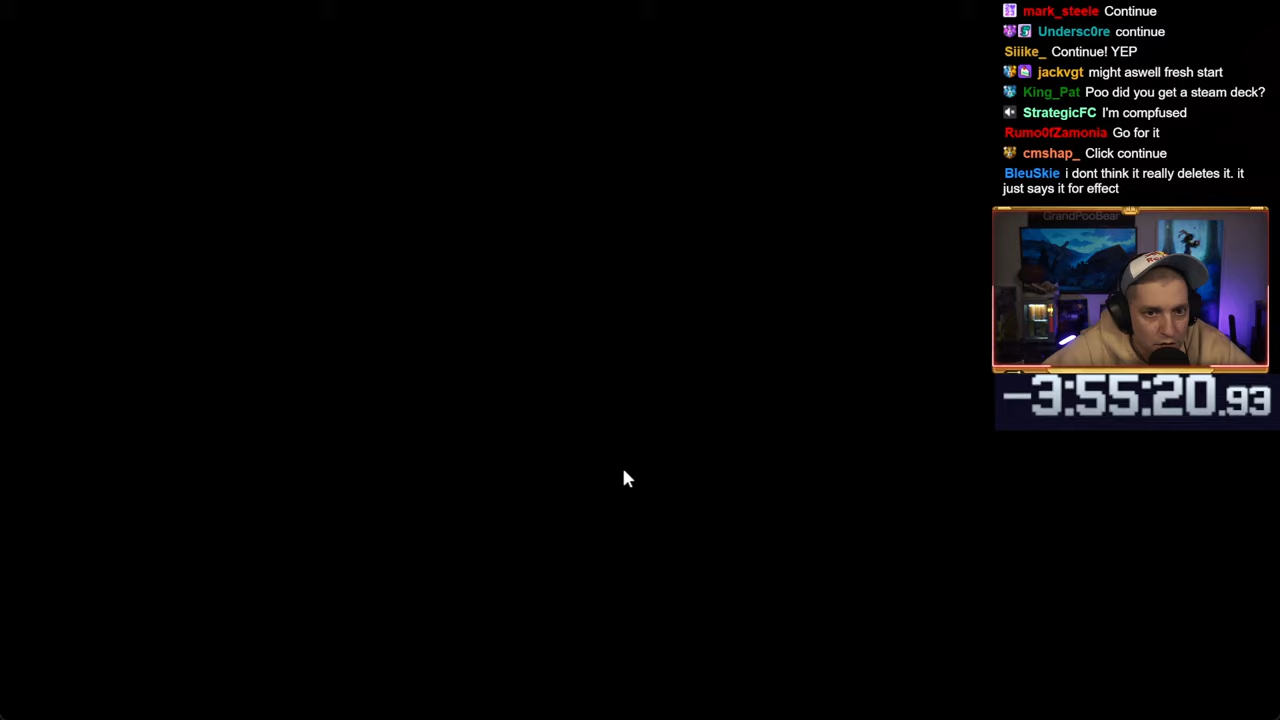 mark_steele Continue
Undersc0re continue
Siiike_ Continue! YEP
jackvgt might aswell fresh start
King_Pat Poo did you get a steam deck?
StrategicFC I'm compfused
Rumo0fZamonia Go for it
cmshap_ Click continue
BleuSkie i dont think it really deletes it. it
just says it for effect
GrandPooBear
-3:55:20.93